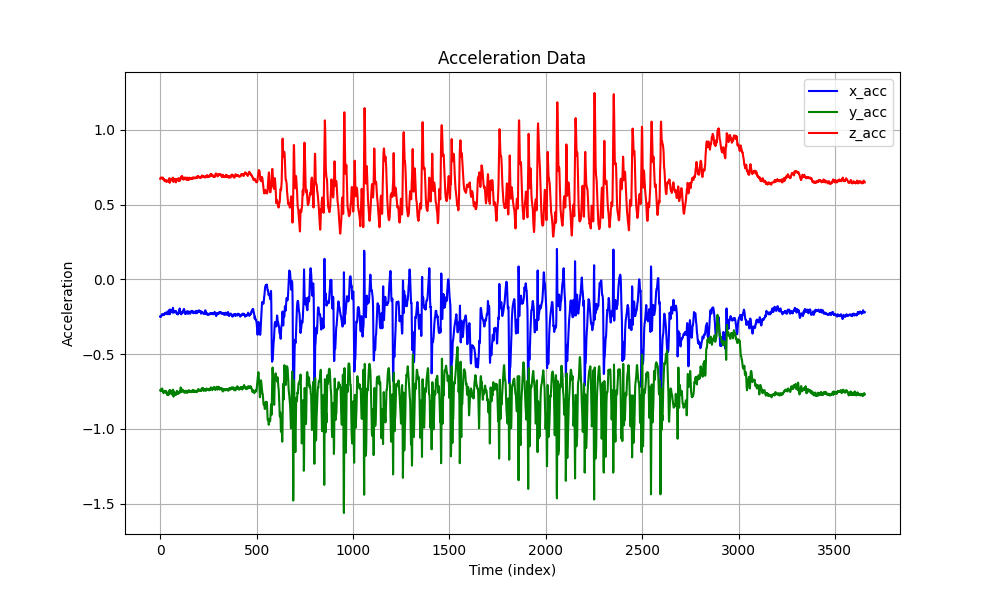 Acceleration Data
x_acc
y_acc
z_acc
1.0
0.5
0.0
−0.5
−1.0
−1.5
Acceleration
0
500
1000
1500
2000
2500
3000
3500
Time (index)